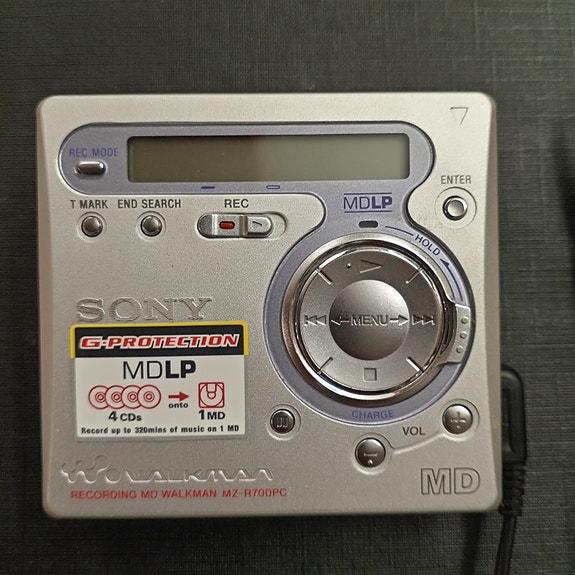 REC MODE
T MARK
END SEARCH
REC
MDLP
ENTER
HOLD
SONY
MENU
G-PROTECTION
MDLP
4 CDs
onto
1 MD
Record up to 320mins of music on 1 MD
CHARGE
VOL
WALKMAN
RECORDING MD WALKMAN MZ-R700PC
MD